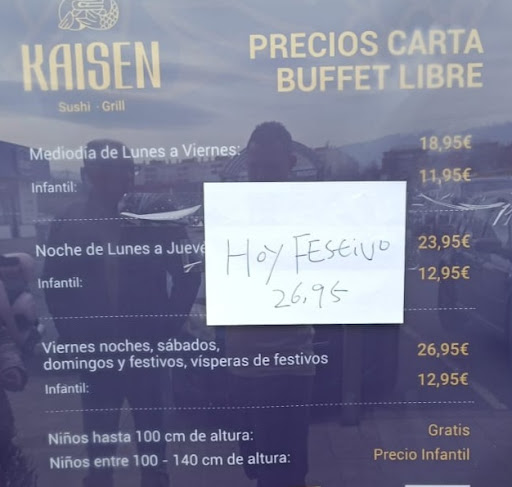 KAISEN
Sushi · Grill
PRECIOS CARTA
BUFFET LIBRE
Mediodía de Lunes a Viernes: 18,95€
Infantil: 11,95€
Noche de Lunes a Jueve 23,95€
Infantil: 12,95€
Hoy FESTIVO
26,95
Viernes noches, sábados,
domingos y festivos, vísperas de festivos 26,95€
Infantil: 12,95€
Niños hasta 100 cm de altura: Gratis
Niños entre 100 - 140 cm de altura: Precio Infantil